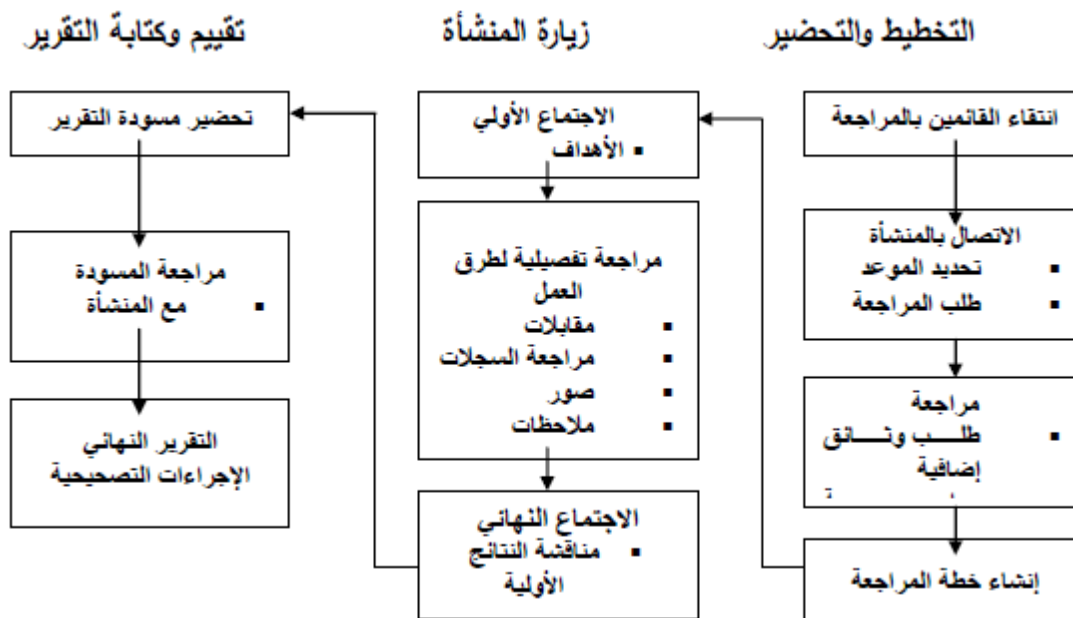 التخطيط والتحضير
انتقاء القائمين بالمراجعة
الاتصال بالمنشأة
▪ تحديد الموعد
▪ طلب المراجعة
مراجعة
▪ طلـــب وثـــائق
إضافية
إنشاء خطة المراجعة
زيارة المنشأة
الاجتماع الأولي
▪ الأهداف
مراجعة تفصيلية لطرق
العمل
▪ مقابلات
▪ مراجعة السجلات
▪ صور
▪ ملاحظات
الاجتماع النهائي
▪ مناقشة النتائج
الأولية
تقييم وكتابة التقرير
تحضير مسودة التقرير
مراجعة المسودة
▪ مع المنشأة
التقرير النهائي
الإجراءات التصحيحية